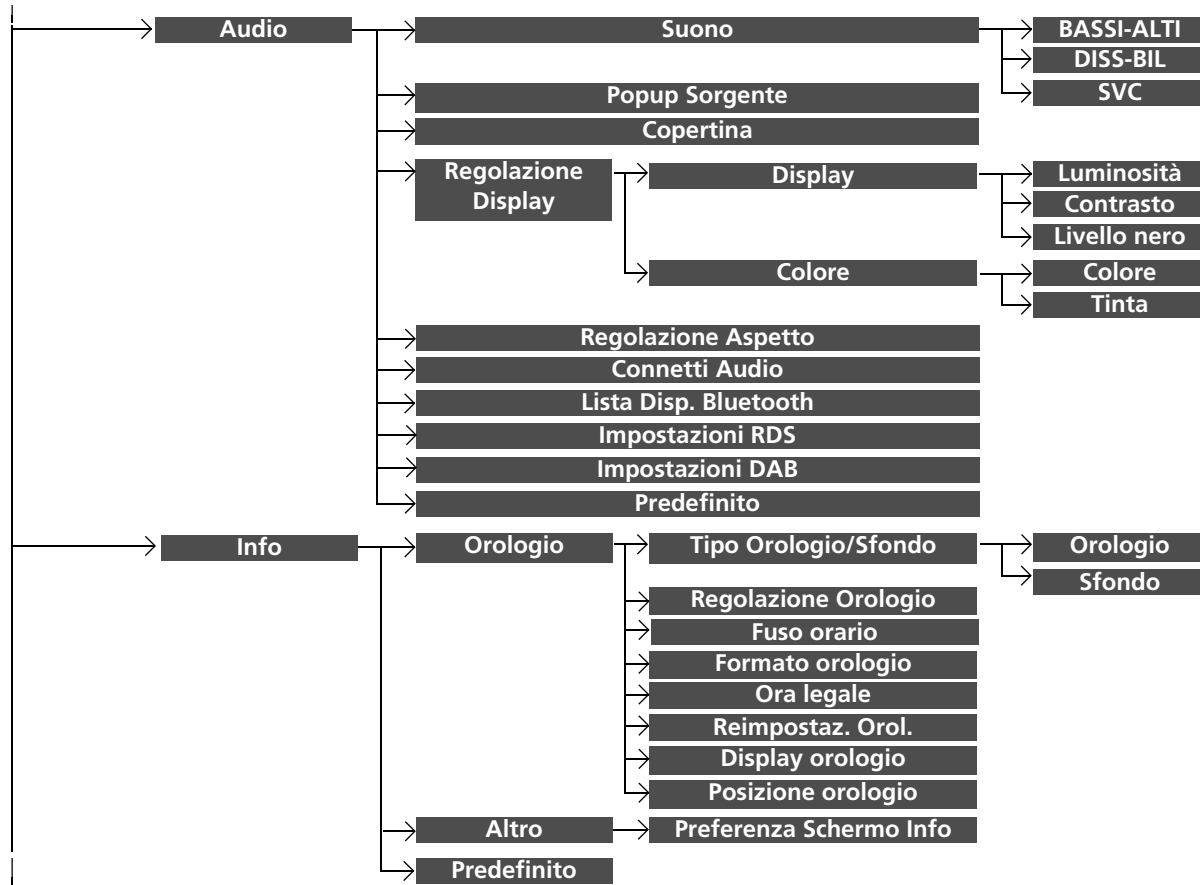 Audio
Suono
BASSI-ALTI
DISS-BIL
SVC
Popup Sorgente
Copertina
Regolazione
Display
Display
Luminosità
Contrasto
Livello nero
Colore
Colore
Tinta
Regolazione Aspetto
Connetti Audio
Lista Disp. Bluetooth
Impostazioni RDS
Impostazioni DAB
Predefinito
Info
Orologio
Tipo Orologio/Sfondo
Orologio
Sfondo
Regolazione Orologio
Fuso orario
Formato orologio
Ora legale
Reimpostaz. Orol.
Display orologio
Posizione orologio
Altro
Preferenza Schermo Info
Predefinito